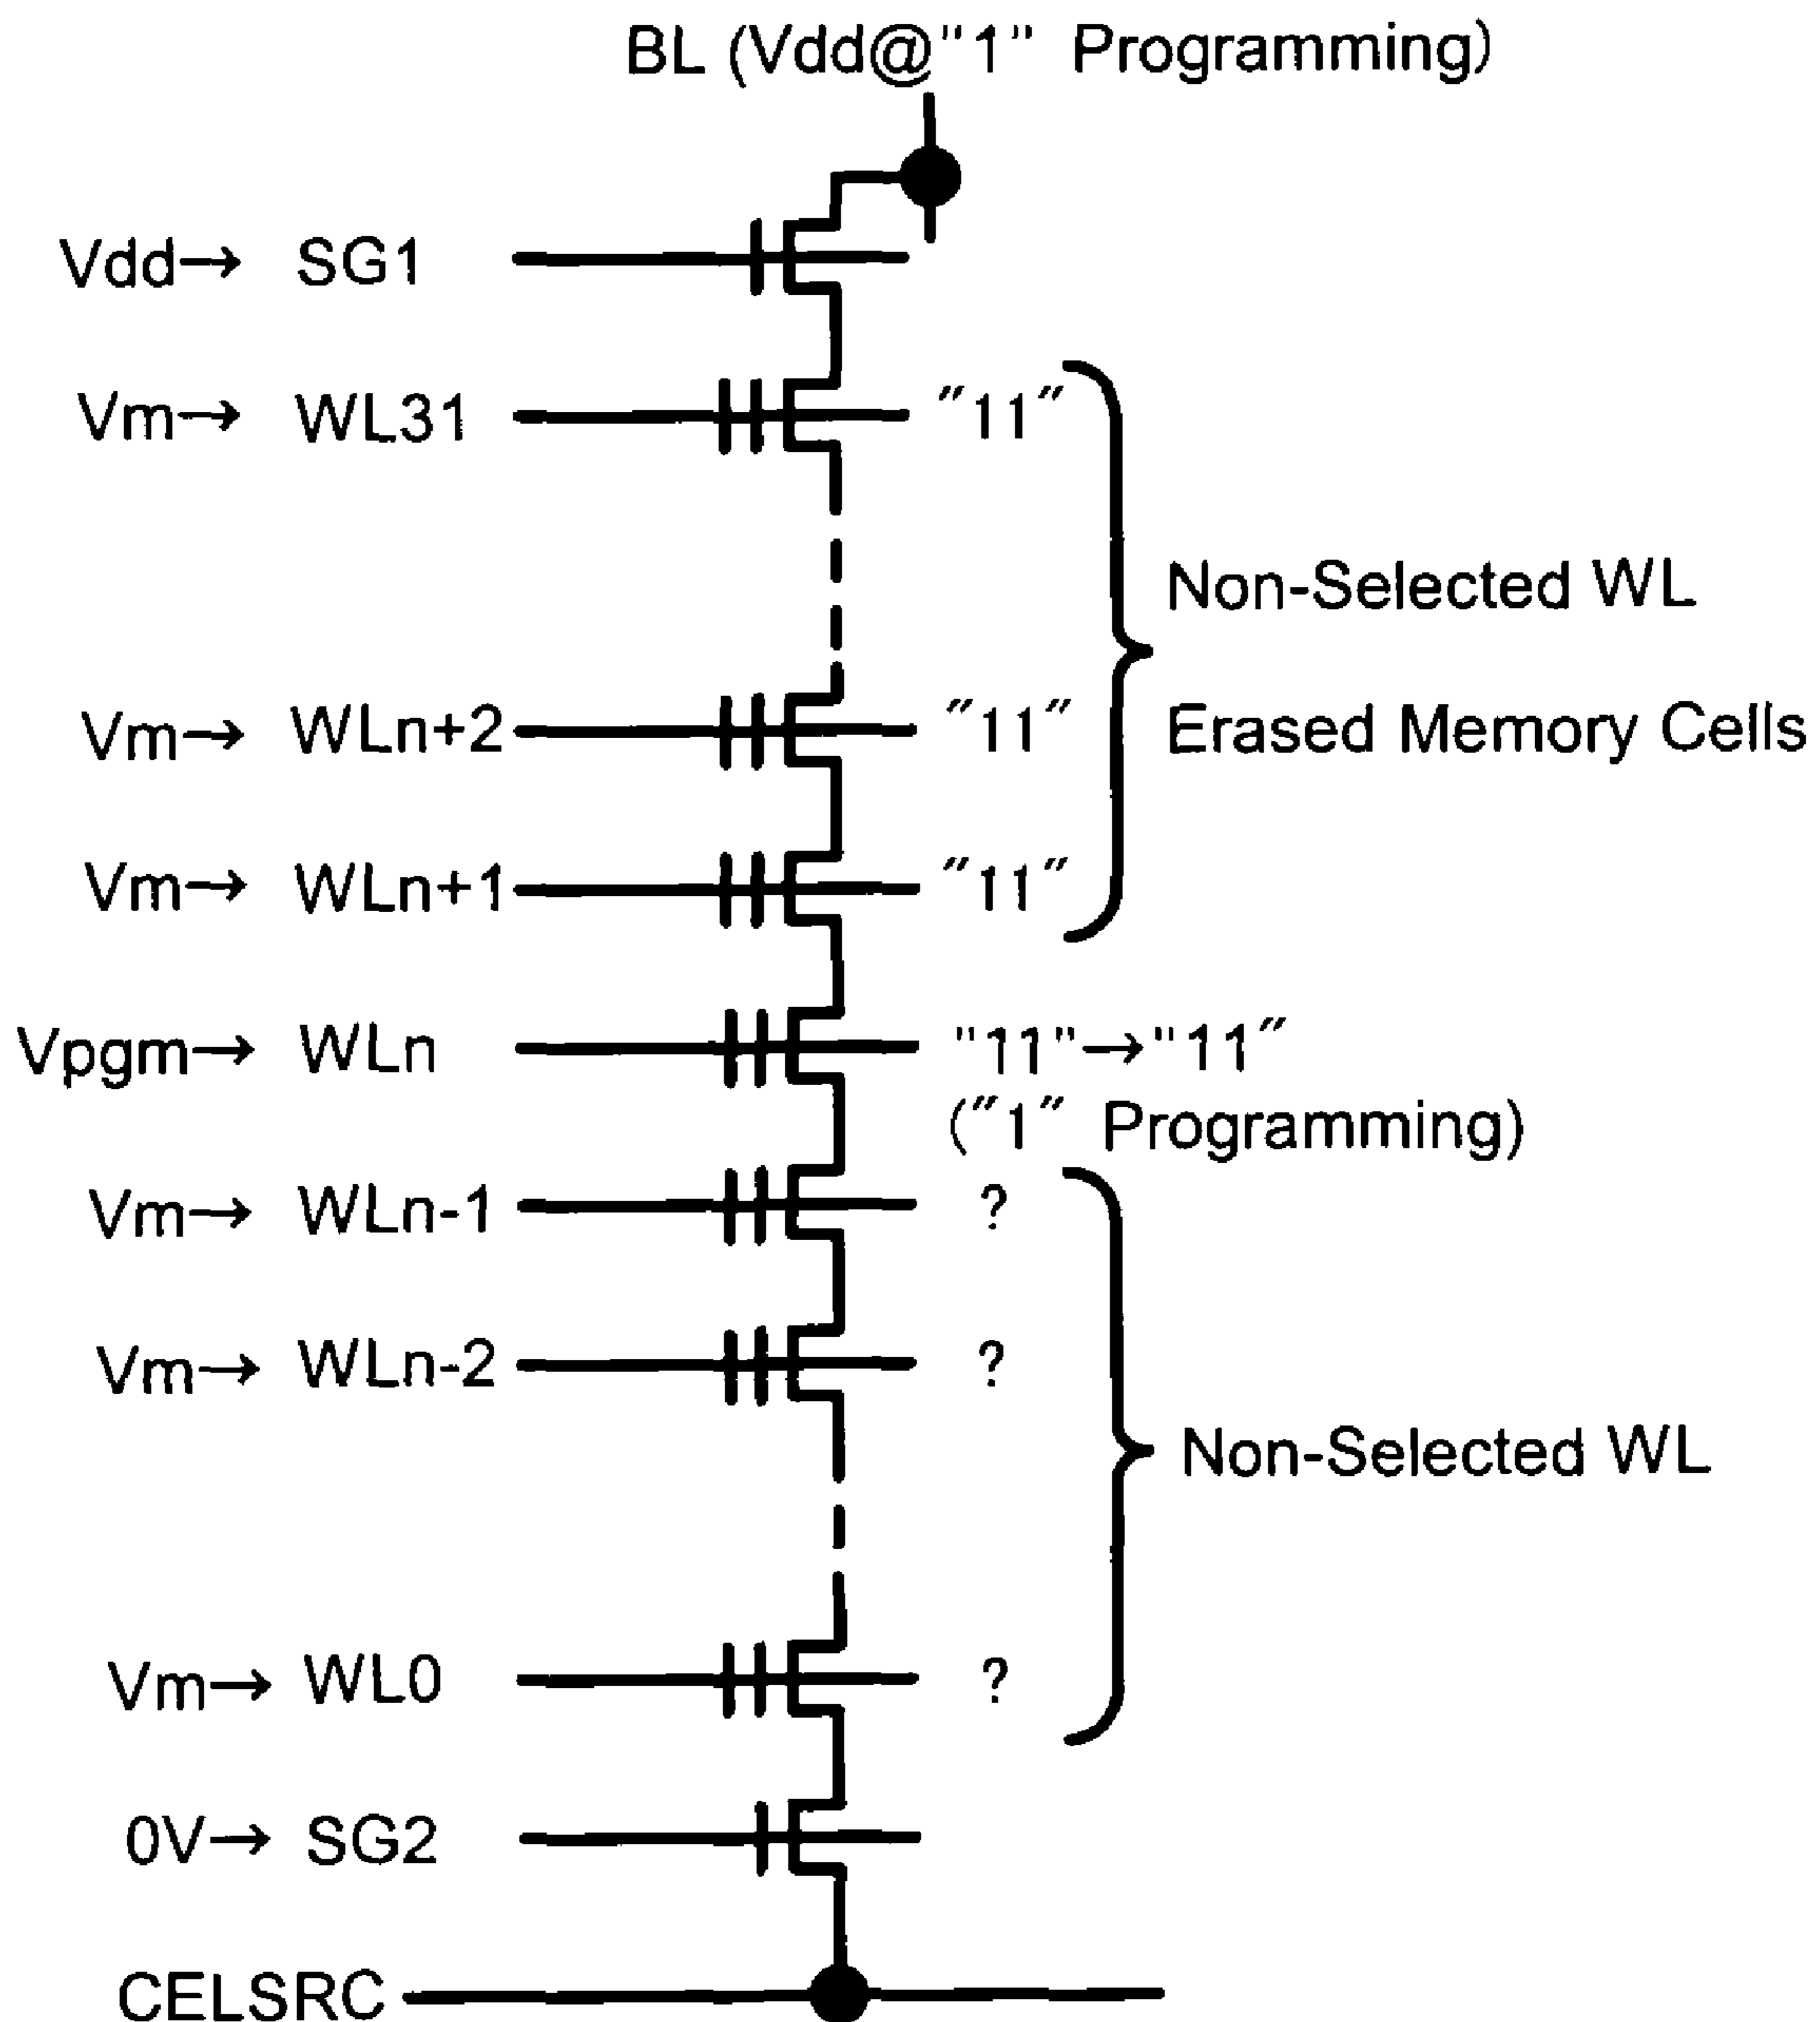 BL (Vdd@"1" Programming)
Vdd→ SG1
Vm→ WL31 "11"
Non-Selected WL
Erased Memory Cells
Vm→ WLn+2 "11"
Vm→ WLn+1 "11"
Vpgm→ WLn "11"→"11"
("1" Programming)
Vm→ WLn-1 ?
Vm→ WLn-2 ?
Non-Selected WL
Vm→ WL0 ?
0V→ SG2
CELSRC